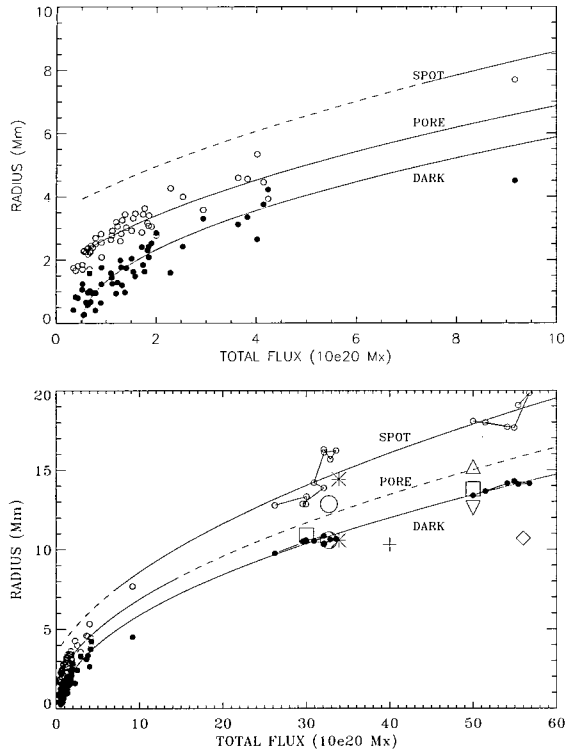 10
8
6
4
2
0
RADIUS (Mm)
SPOT
PORE
DARK
0 2 4 6 8 10
TOTAL FLUX (10e20 Mx)
20
15
10
5
0
RADIUS (Mm)
SPOT
PORE
DARK
0 10 20 30 40 50 60
TOTAL FLUX (10e20 Mx)